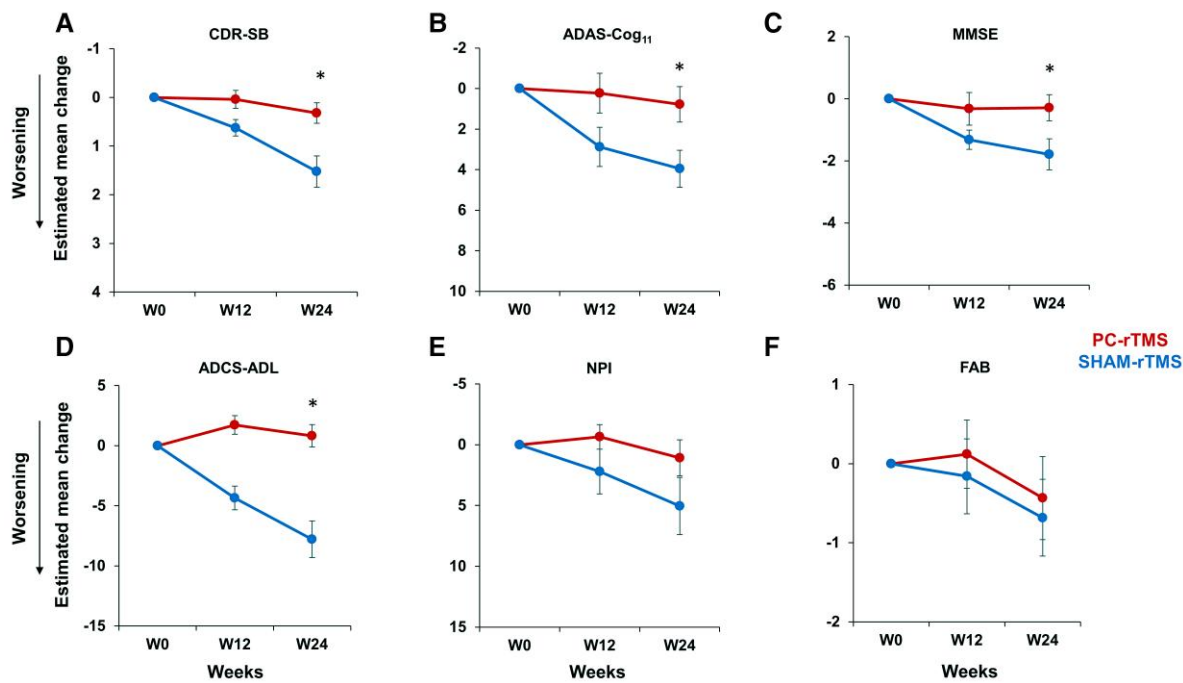 A
CDR-SB
-1
0
1
2
3
4
*
W0
W12
W24
Worsening
Estimated mean change
B
ADAS-Cog₁₁
-2
0
2
4
6
8
10
*
W0
W12
W24
C
MMSE
2
0
-2
-4
-6
*
W0
W12
W24
PC-rTMS
SHAM-rTMS
D
ADCS-ADL
5
0
-5
-10
-15
*
W0
W12
W24
Weeks
Worsening
Estimated mean change
E
NPI
-5
0
5
10
15
W0
W12
W24
Weeks
F
FAB
1
0
-1
-2
W0
W12
W24
Weeks